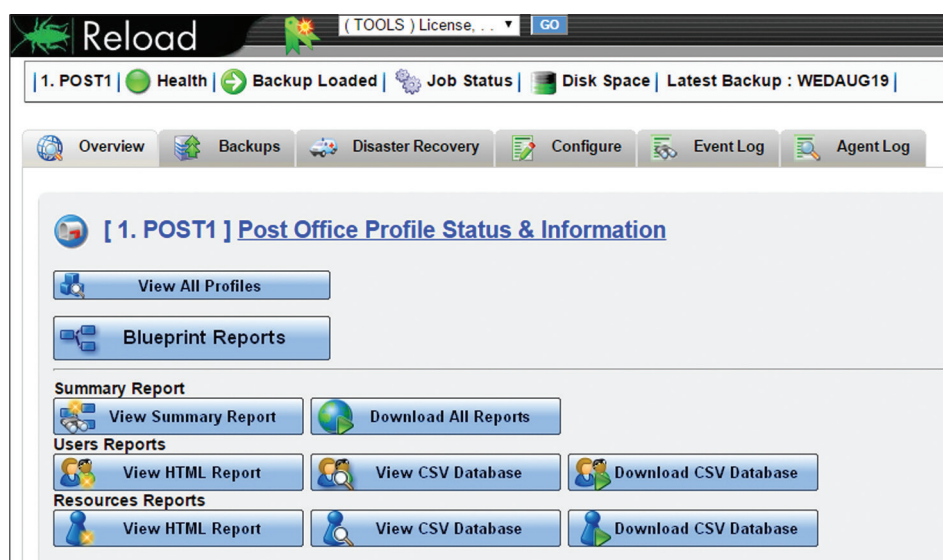 Reload
( TOOLS ) License, . . GO
| 1. POST1 | Health | Backup Loaded | Job Status | Disk Space | Latest Backup : WEDAUG19 |
Overview Backups Disaster Recovery Configure Event Log Agent Log
[ 1. POST1 ] Post Office Profile Status & Information
View All Profiles
Blueprint Reports
Summary Report
View Summary Report Download All Reports
Users Reports
View HTML Report View CSV Database Download CSV Database
Resources Reports
View HTML Report View CSV Database Download CSV Database